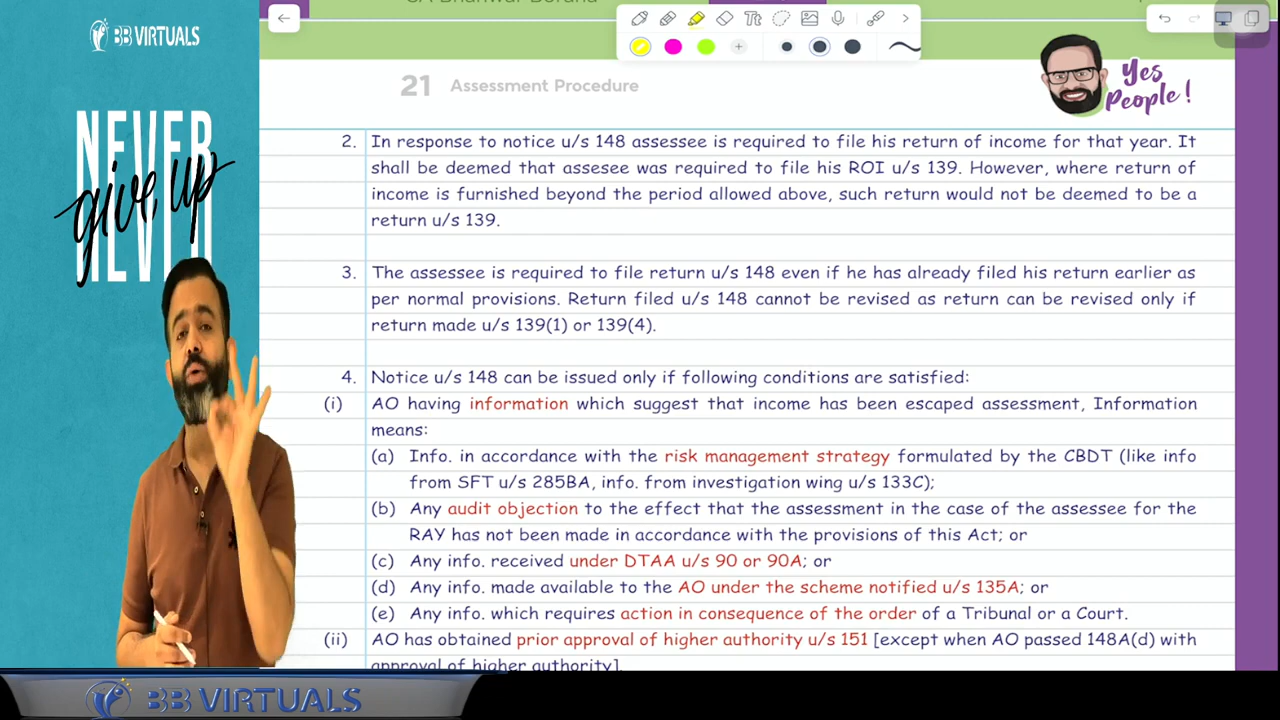 BB VIRTUALS
NEVER
give up
NEVER
CA Bhanwar Borana
Tt
21 Assessment Procedure
Yes
People!
2. In response to notice u/s 148 assessee is required to file his return of income for that year. It
shall be deemed that assesee was required to file his ROI u/s 139. However, where return of
income is furnished beyond the period allowed above, such return would not be deemed to be a
return u/s 139.
3. The assessee is required to file return u/s 148 even if he has already filed his return earlier as
per normal provisions. Return filed u/s 148 cannot be revised as return can be revised only if
return made u/s 139(1) or 139(4).
4. Notice u/s 148 can be issued only if following conditions are satisfied:
(i) AO having information which suggest that income has been escaped assessment, Information
means:
(a) Info. in accordance with the risk management strategy formulated by the CBDT (like info
from SFT u/s 285BA, info. from investigation wing u/s 133C);
(b) Any audit objection to the effect that the assessment in the case of the assessee for the
RAY has not been made in accordance with the provisions of this Act; or
(c) Any info. received under DTAA u/s 90 or 90A; or
(d) Any info. made available to the AO under the scheme notified u/s 135A; or
(e) Any info. which requires action in consequence of the order of a Tribunal or a Court.
(ii) AO has obtained prior approval of higher authority u/s 151 [except when AO passed 148A(d) with
approval of higher authority].
BB VIRTUALS